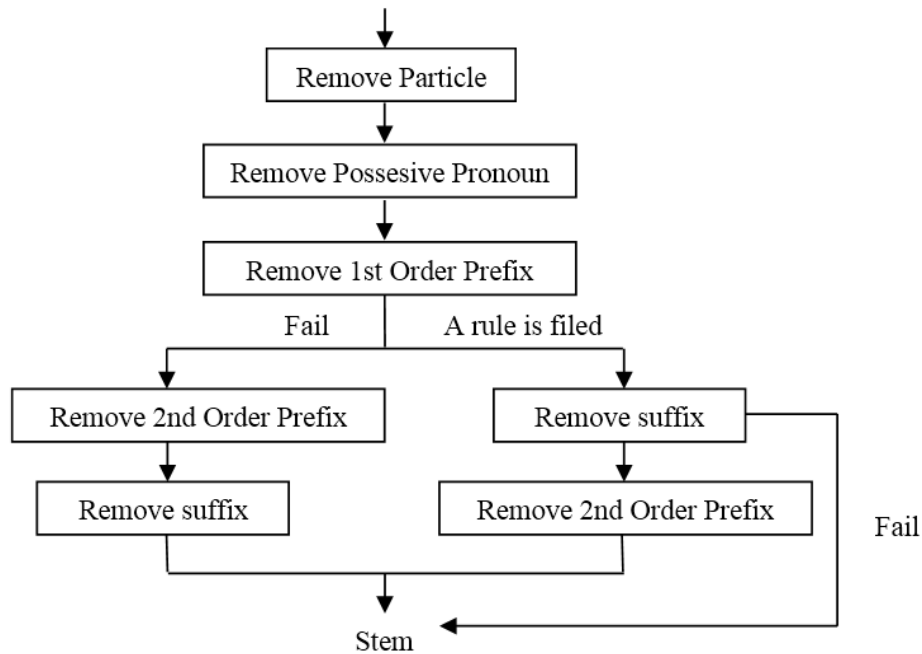 Remove Particle
Remove Possesive Pronoun
Remove 1st Order Prefix
Fail
A rule is filed
Remove 2nd Order Prefix
Remove suffix
Remove suffix
Remove 2nd Order Prefix
Fail
Stem